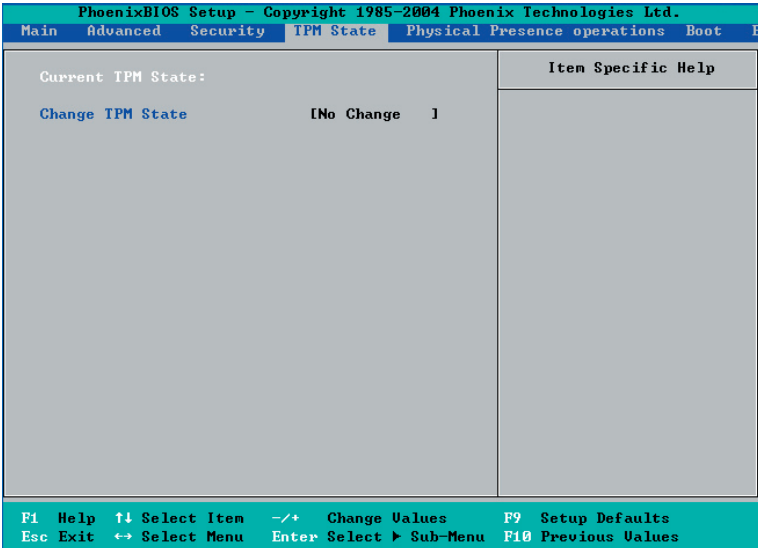 PhoenixBIOS Setup - Copyright 1985-2004 Phoenix Technologies Ltd.
Main Advanced Security TPM State Physical Presence operations Boot
Item Specific Help
Current TPM State:
Change TPM State [No Change ]
F1 Help ↑↓ Select Item -/+ Change Values F9 Setup Defaults
Esc Exit ↔ Select Menu Enter Select ▶ Sub-Menu F10 Previous Values